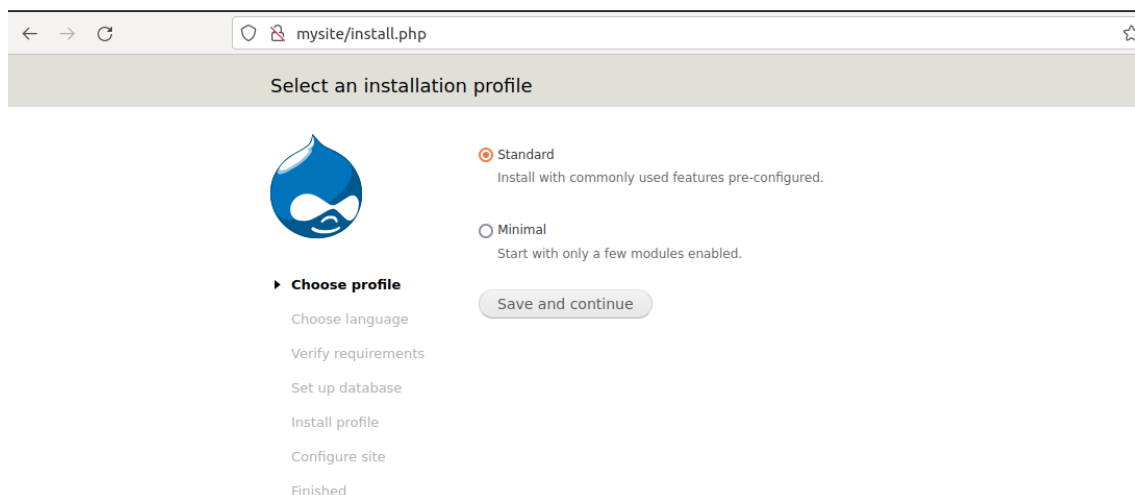 mysite/install.php
Select an installation profile
Standard
Install with commonly used features pre-configured.
Minimal
Start with only a few modules enabled.
Save and continue
Choose profile
Choose language
Verify requirements
Set up database
Install profile
Configure site
Finished